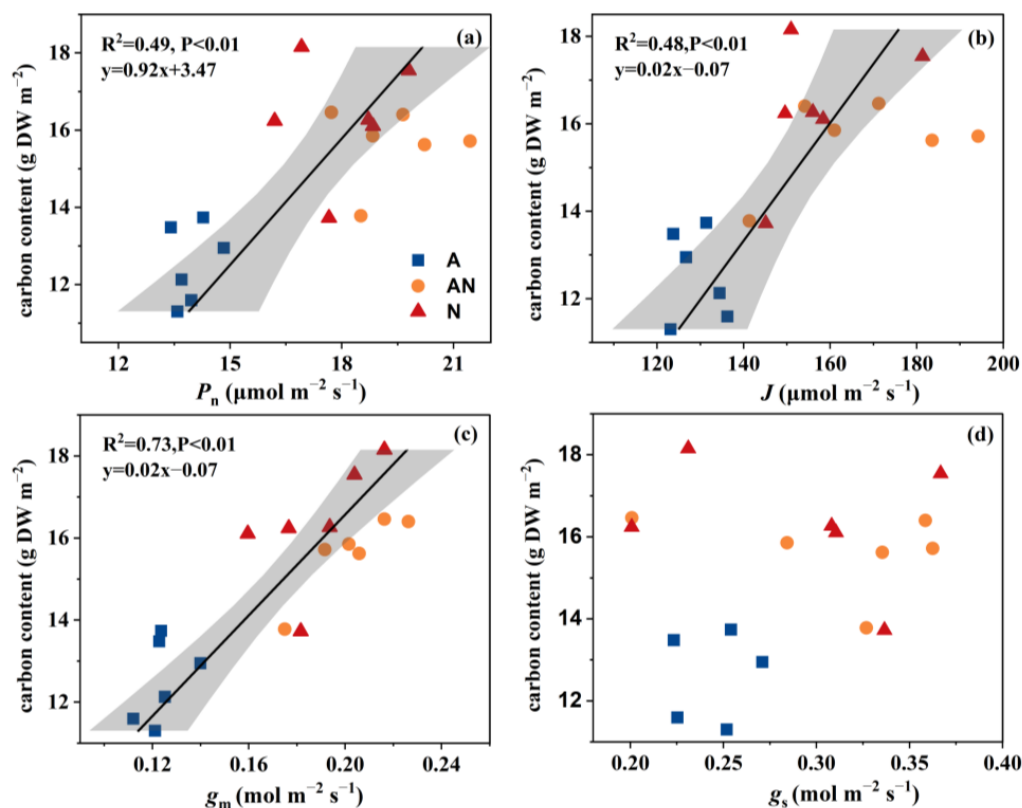 (a)
R²=0.49, P<0.01
y=0.92x+3.47
18
16
14
12
carbon content (g DW m⁻²)
A
AN
N
12 15 18 21
Pₙ (μmol m⁻² s⁻¹)
(b)
R²=0.48,P<0.01
y=0.02x−0.07
18
16
14
12
carbon content (g DW m⁻²)
120 140 160 180 200
J (μmol m⁻² s⁻¹)
(c)
R²=0.73,P<0.01
y=0.02x−0.07
18
16
14
12
carbon content (g DW m⁻²)
0.12 0.16 0.20 0.24
gₘ (mol m⁻² s⁻¹)
(d)
18
16
14
12
carbon content (g DW m⁻²)
0.20 0.25 0.30 0.35 0.40
gₛ (mol m⁻² s⁻¹)